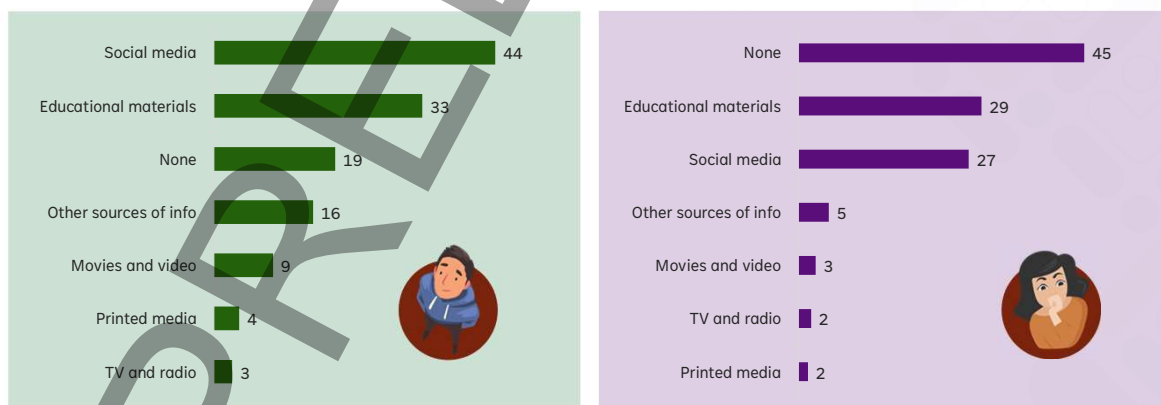 Social media 44
Educational materials 33
None 19
Other sources of info 16
Movies and video 9
Printed media 4
TV and radio 3
None 45
Educational materials 29
Social media 27
Other sources of info 5
Movies and video 3
TV and radio 2
Printed media 2